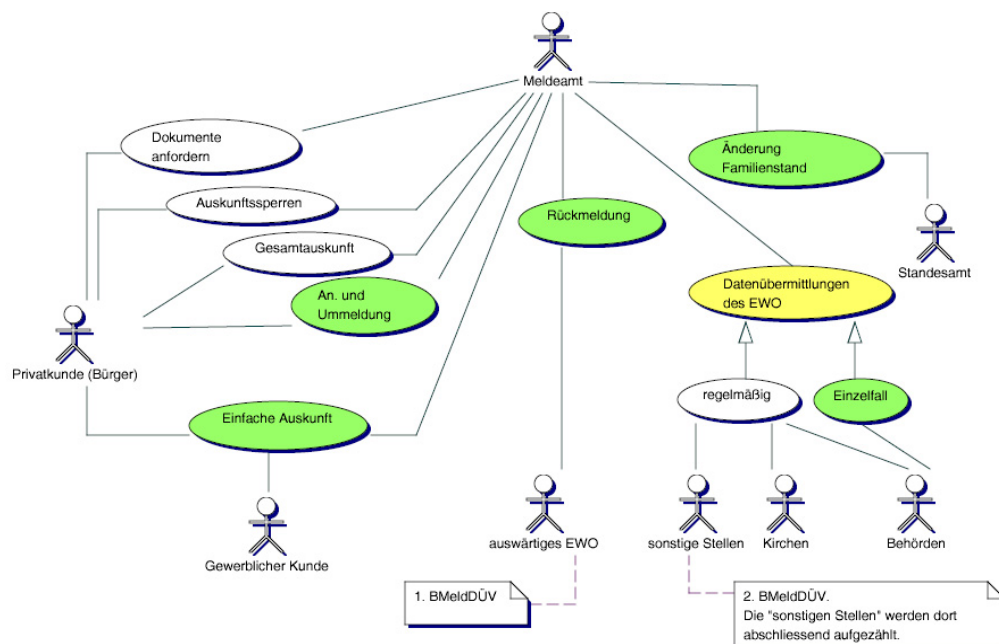 Meldeamt
Dokumente
anfordern
Änderung
Familienstand
Auskunftssperren
Rückmeldung
Gesamtauskunft
Standesamt
An. und
Ummeldung
Datenübermittlungen
des EWO
Privatkunde (Bürger)
regelmäßig
Einzelfall
Einfache Auskunft
auswärtiges EWO
sonstige Stellen
Kirchen
Behörden
Gewerblicher Kunde
1. BMeldDÜV
2. BMeldDÜV.
Die "sonstigen Stellen" werden dort
abschliessend aufgezählt.